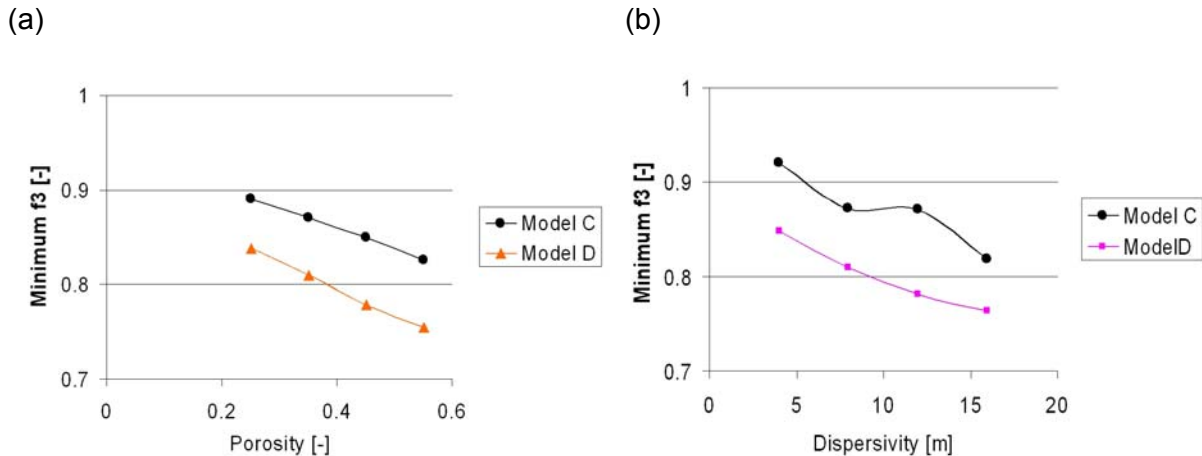 (a)
Minimum f3 [-]
1
0.9
0.8
0.7
0
0.2
0.4
0.6
Porosity [-]
Model C
Model D
(b)
Minimum f3 [-]
1
0.9
0.8
0.7
0
5
10
15
20
Dispersivity [m]
Model C
ModelD